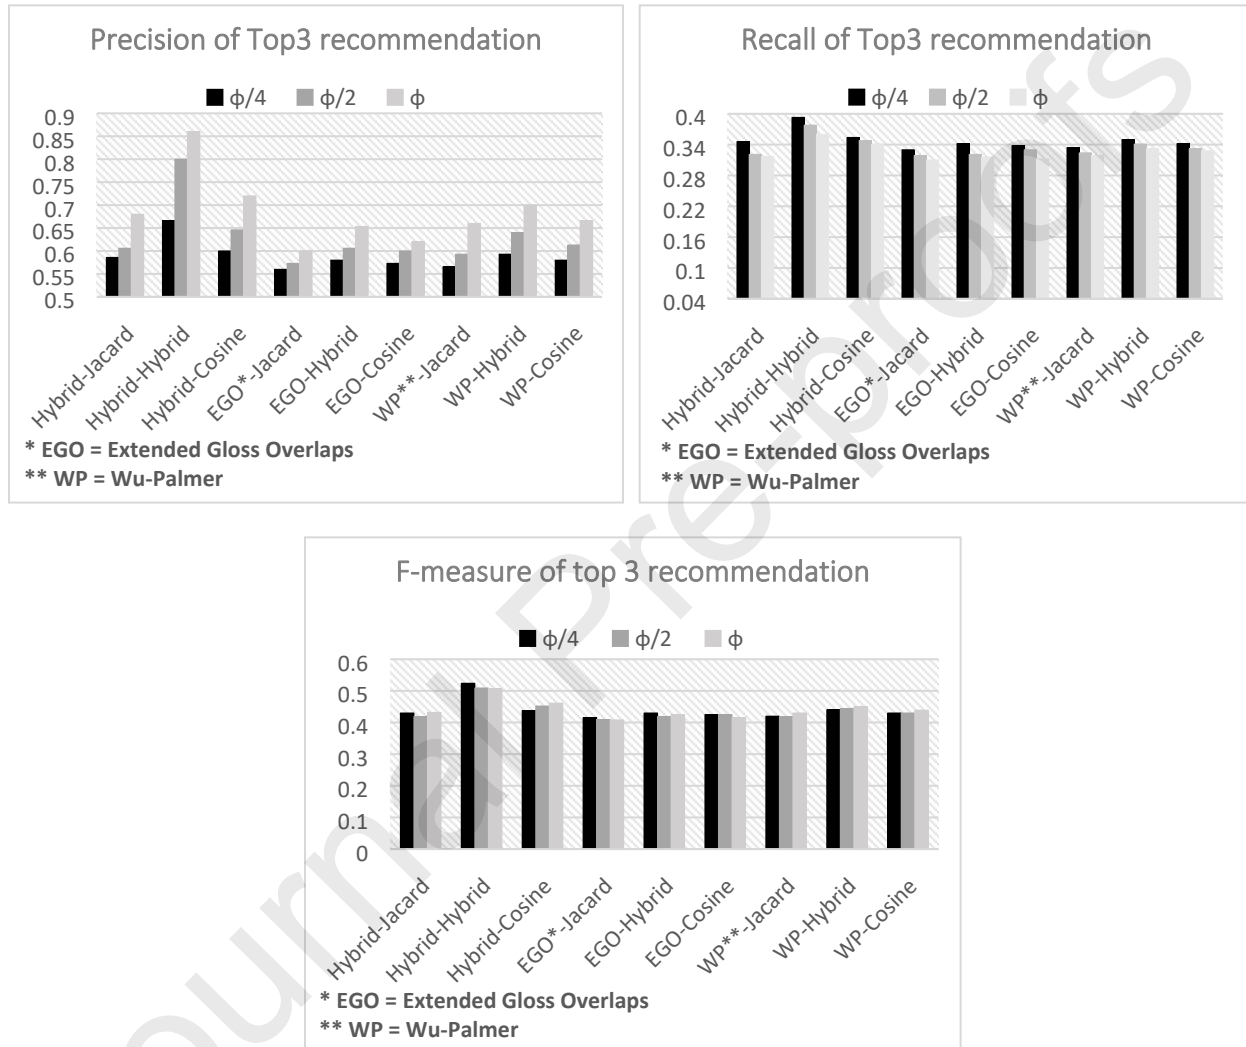 Precision of Top3 recommendation
ϕ/4 ϕ/2 ϕ
0.9
0.85
0.8
0.75
0.7
0.65
0.6
0.55
0.5
Hybrid-Jacard
Hybrid-Hybrid
Hybrid-Cosine
EGO*-Jacard
EGO-Hybrid
EGO-Cosine
WP**-Jacard
WP-Hybrid
WP-Cosine
* EGO = Extended Gloss Overlaps
** WP = Wu-Palmer
Recall of Top3 recommendation
ϕ/4 ϕ/2 ϕ
0.4
0.34
0.28
0.22
0.16
0.1
0.04
Hybrid-Jacard
Hybrid-Hybrid
Hybrid-Cosine
EGO*-Jacard
EGO-Hybrid
EGO-Cosine
WP**-Jacard
WP-Hybrid
WP-Cosine
* EGO = Extended Gloss Overlaps
** WP = Wu-Palmer
F-measure of top 3 recommendation
ϕ/4 ϕ/2 ϕ
0.6
0.5
0.4
0.3
0.2
0.1
0
Hybrid-Jacard
Hybrid-Hybrid
Hybrid-Cosine
EGO*-Jacard
EGO-Hybrid
EGO-Cosine
WP**-Jacard
WP-Hybrid
WP-Cosine
* EGO = Extended Gloss Overlaps
** WP = Wu-Palmer
ournal Pre-proofs